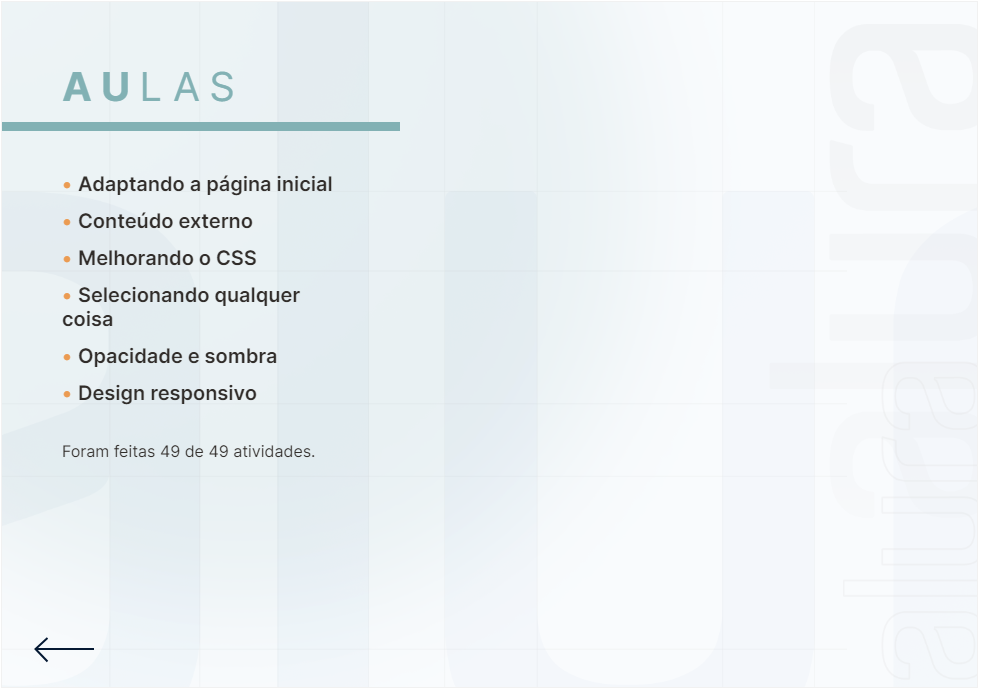 AULAS
• Adaptando a página inicial
• Conteúdo externo
• Melhorando o CSS
• Selecionando qualquer
coisa
• Opacidade e sombra
• Design responsivo
Foram feitas 49 de 49 atividades.
alura
alura